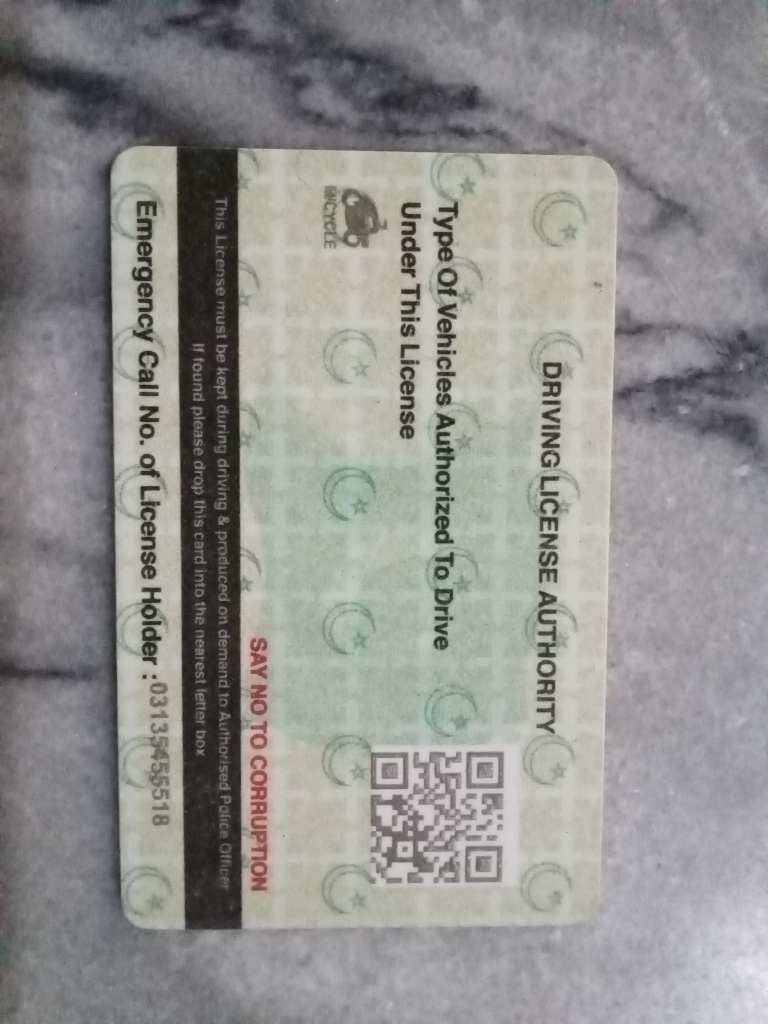 DRIVING LICENSE AUTHORITY
Type Of Vehicles Authorized To Drive
Under This License
M/CYCLE
SAY NO TO CORRUPTION
This License must be kept during driving & produced on demand to Authorised Police Officer
If found please drop this card into the nearest letter box
Emergency Call No. of License Holder : 03135455518